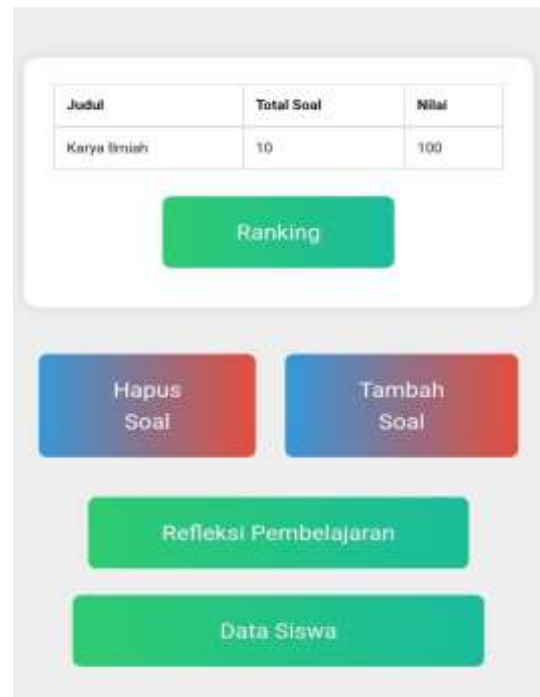 Judul Total Soal Nilai
Karya Ilmiah 10 100
Ranking
Hapus Tambah
Soal Soal
Refleksi Pembelajaran
Data Siswa